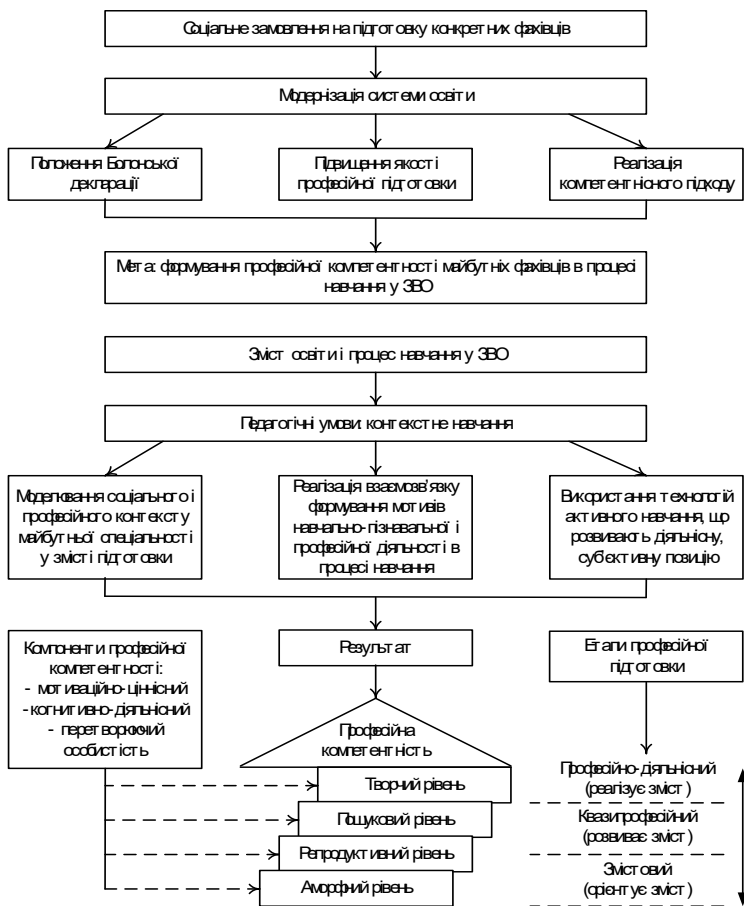 Соціальне замовлення на підготовку конкретних фахівців
Модернізація системи освіти
Положення Болонської
декларації
Підвищення якості
професійної підготовки
Реалізація
компетентнісного підходу
Мета: формування професійної компетентності майбутніх фахівців в процесі
навчання у ЗВО
Зміст освіти і процес навчання у ЗВО
Педагогічні умови: контекстне навчання
Моделювання соціального і
професійного контексту
майбутньої спеціальності
у змісті підготовки
Реалізація взаємозв'язку
формування мотивів
навчально-пізнавальної і
професійної діяльності в
процесі навчання
Використання технологій
активного навчання, що
розвивають діяльнісну,
суб'єктивну позицію
Компоненти професійної
компетентності:
- мотиваційно-ціннісний
- когнитивно-діяльнісний
- перетворюючий
особистість
Результат
Етапи професійної
підготовки
Професійна
компетентність
Творчий рівень
Пошуковий рівень
Репродуктивний рівень
Аморфний рівень
Професійно-діяльнісний
(реалізує зміст)
Квазипрофесійний
(розвиває зміст)
Змістовий
(орієнтує зміст)